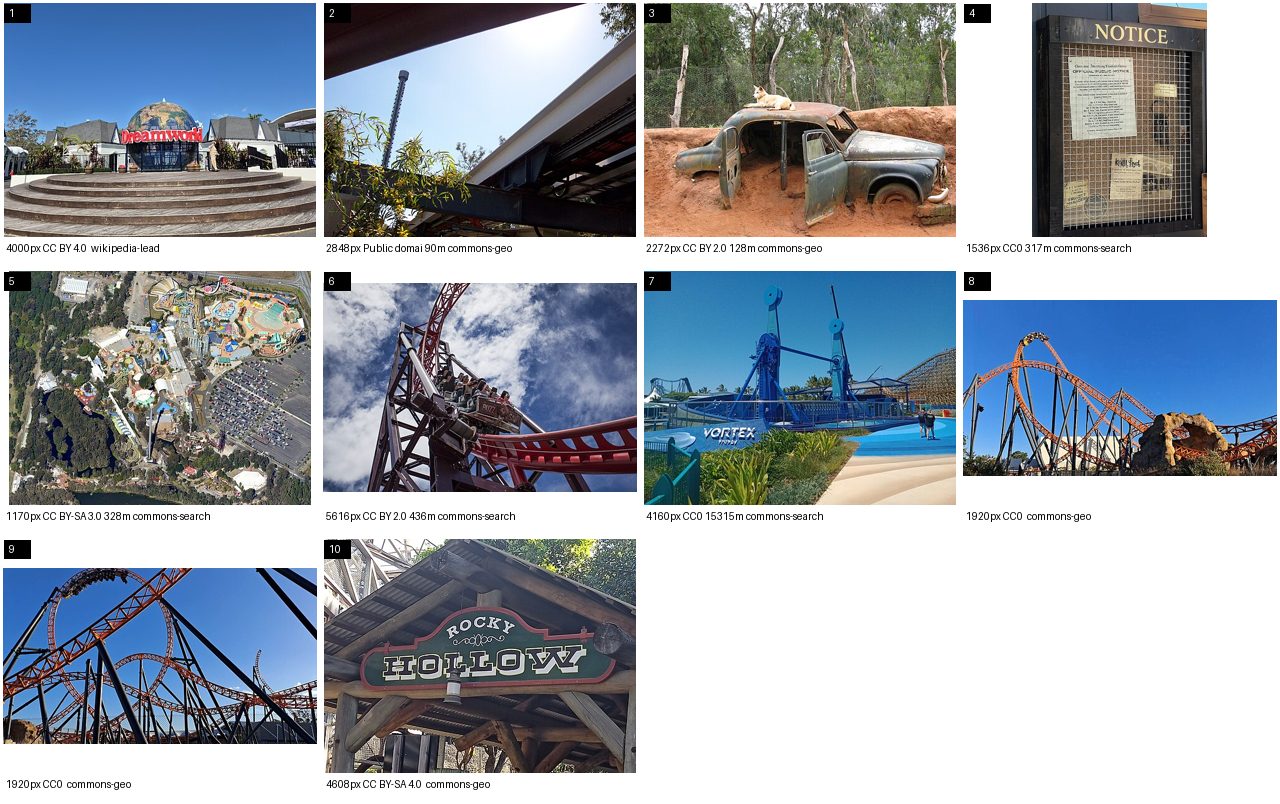 1
Dreamworld
4000px CC BY 4.0 wikipedia-lead
2
2848px Public domai 90m commons-geo
3
2272px CC BY 2.0 128m commons-geo
4
NOTICE
OFFICIAL PUBLIC NOTICE
1536px CC0 317m commons-search
5
1170px CC BY-SA 3.0 328m commons-search
6
5616px CC BY 2.0 436m commons-search
7
VORTEX
4160px CC0 15315m commons-search
8
1920px CC0 commons-geo
9
1920px CC0 commons-geo
10
ROCKY
HOLLOW
4608px CC BY-SA 4.0 commons-geo